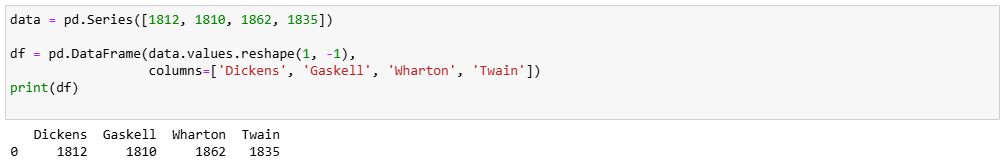 data = pd.Series([1812, 1810, 1862, 1835])
df = pd.DataFrame(data.values.reshape(1, -1),
columns=['Dickens', 'Gaskell', 'Wharton', 'Twain'])
print(df)
Dickens Gaskell Wharton Twain
0 1812 1810 1862 1835